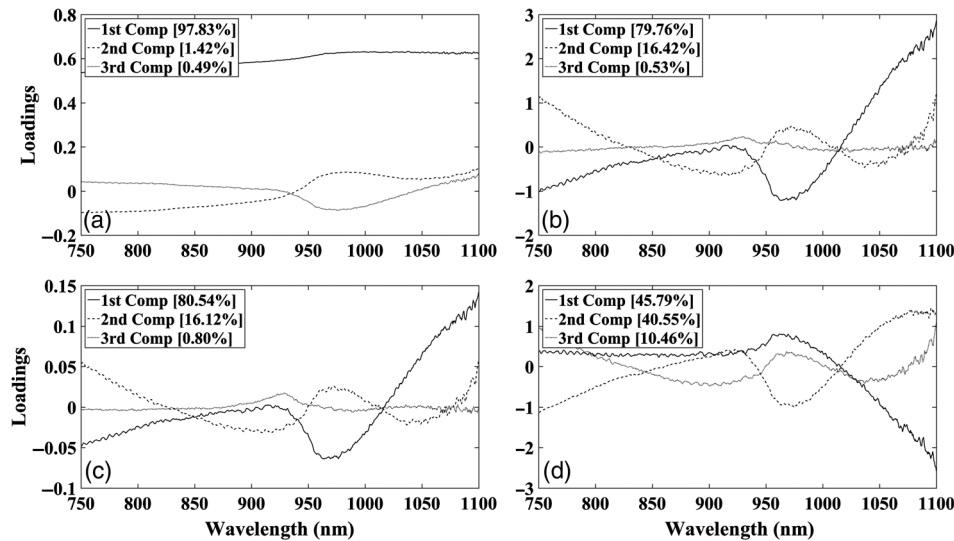 1st Comp [97.83%]
2nd Comp [1.42%]
3rd Comp [0.49%]
0.8
0.6
0.4
0.2
0
–0.2
Loadings
(a)
750 800 850 900 950 1000 1050 1100
1st Comp [79.76%]
2nd Comp [16.42%]
3rd Comp [0.53%]
3
2
1
0
–1
2
(b)
750 800 850 900 950 1000 1050 1100
1st Comp [80.54%]
2nd Comp [16.12%]
3rd Comp [0.80%]
0.15
0.1
0.05
0
–0.05
–0.1
Loadings
(c)
750 800 850 900 950 1000 1050 1100
Wavelength (nm)
1st Comp [45.79%]
2nd Comp [40.55%]
3rd Comp [10.46%]
2
1
0
–1
–2
–3
(d)
750 800 850 900 950 1000 1050 1100
Wavelength (nm)